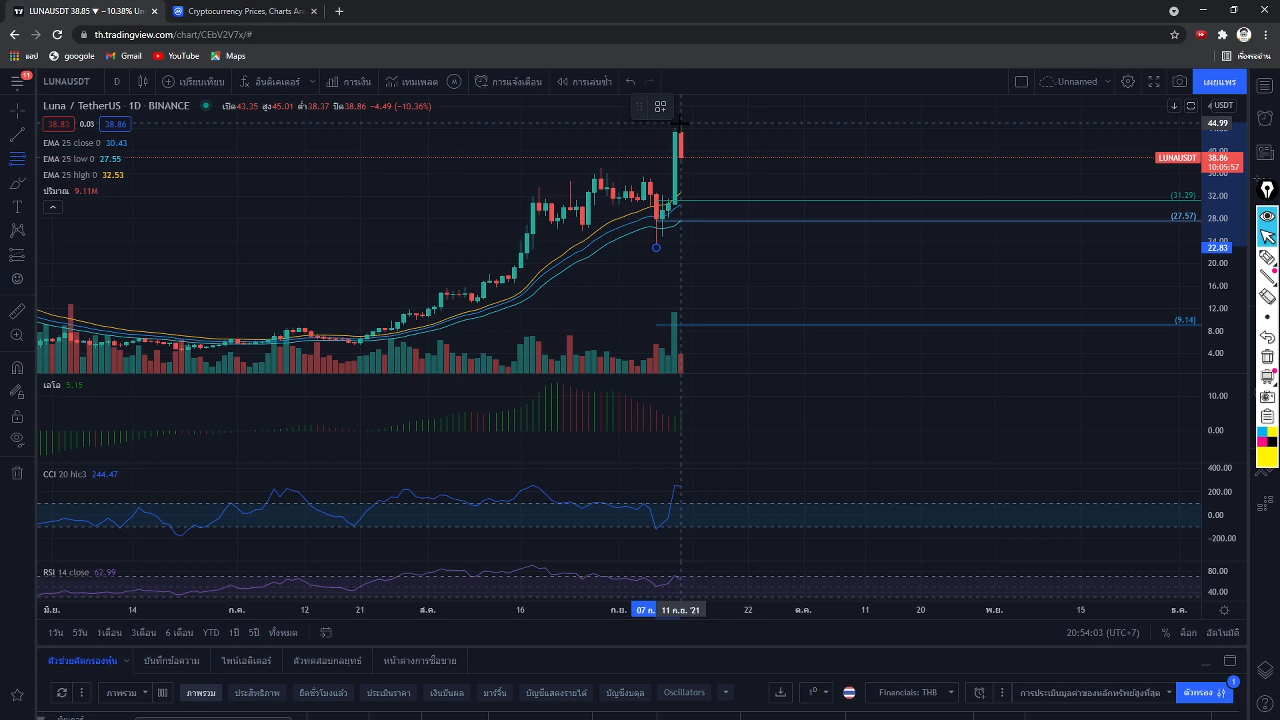 LUNAUSDT 38.85 ▼ −10.38% Un
Cryptocurrency Prices, Charts An
th.tradingview.com/chart/CEbV2V7x/#
แอป
google
Gmail
YouTube
Maps
11
LUNAUSDT
D
เปรียบเทียบ
อินดิเคเตอร์
การเงิน
เทมเพลต
การแจ้งเตือน
การเล่นซ้ำ
Unnamed
เผยแพร่
Luna / TetherUS · 1D · BINANCE
เปิด43.35 สูง45.01 ต่ำ38.37 ปิด38.86 −4.49 (−10.36%)
USDT
38.83 0.03 38.86
44.99
EMA 25 close 0 30.43
40.00
EMA 25 low 0 27.55
LUNAUSDT 38.86
10:05:57
EMA 25 high 0 32.53
36.00
ปริมาณ 9.11M
(31.29)
32.00
(27.57)
28.00
24.00
22.83
20.00
16.00
12.00
(9.14)
8.00
4.00
เอโอ 5.15
10.00
0.00
400.00
CCI 20 hlc3 244.47
200.00
0.00
−200.00
RSI 14 close 62.99
80.00
40.00
มิ.ย. 14 ก.ค. 12 21 ส.ค. 16 ก.ย. 07 ก. 11 ก.ย. '21 22 ต.ค. 11 20 พ.ย. 15 ธ.ค.
1วัน 5วัน 1เดือน 3เดือน 6 เดือน YTD 1ปี 5ปี ทั้งหมด
20:54:03 (UTC+7)
%
ล็อก
อัตโนมัติ
ตัวช่วยคัดกรองหุ้น
บันทึกข้อความ
ไพน์เอดิเตอร์
ตัวทดสอบกลยุทธ์
หน้าต่างการซื้อขาย
ภาพรวม
ภาพรวม
ประสิทธิภาพ
ยืดชั่วโมงแล้ว
ประเมินราคา
เงินปันผล
มาร์จิ้น
บัญชีแสดงรายได้
บัญชีงบดุล
Oscillators
1D
Financials: THB
การประเมินมูลค่าของหลักทรัพย์สูงที่สุด
ตัวกรอง
1